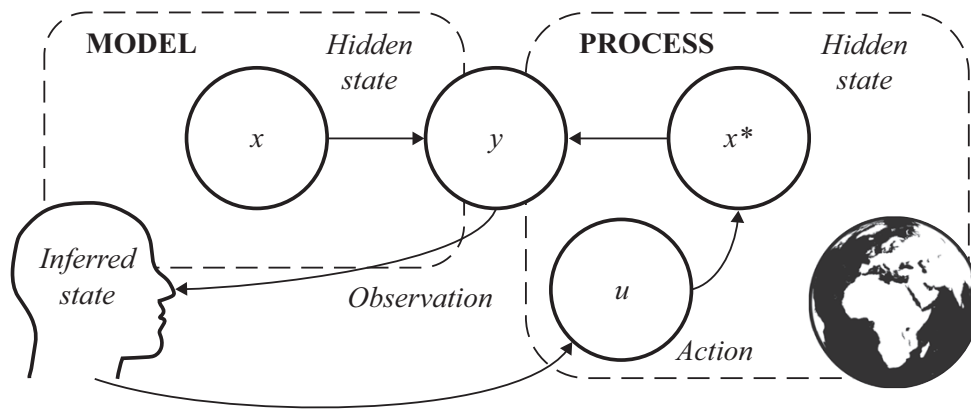 MODEL
Hidden
state
PROCESS
Hidden
state
x
y
x*
Inferred
state
Observation
u
Action